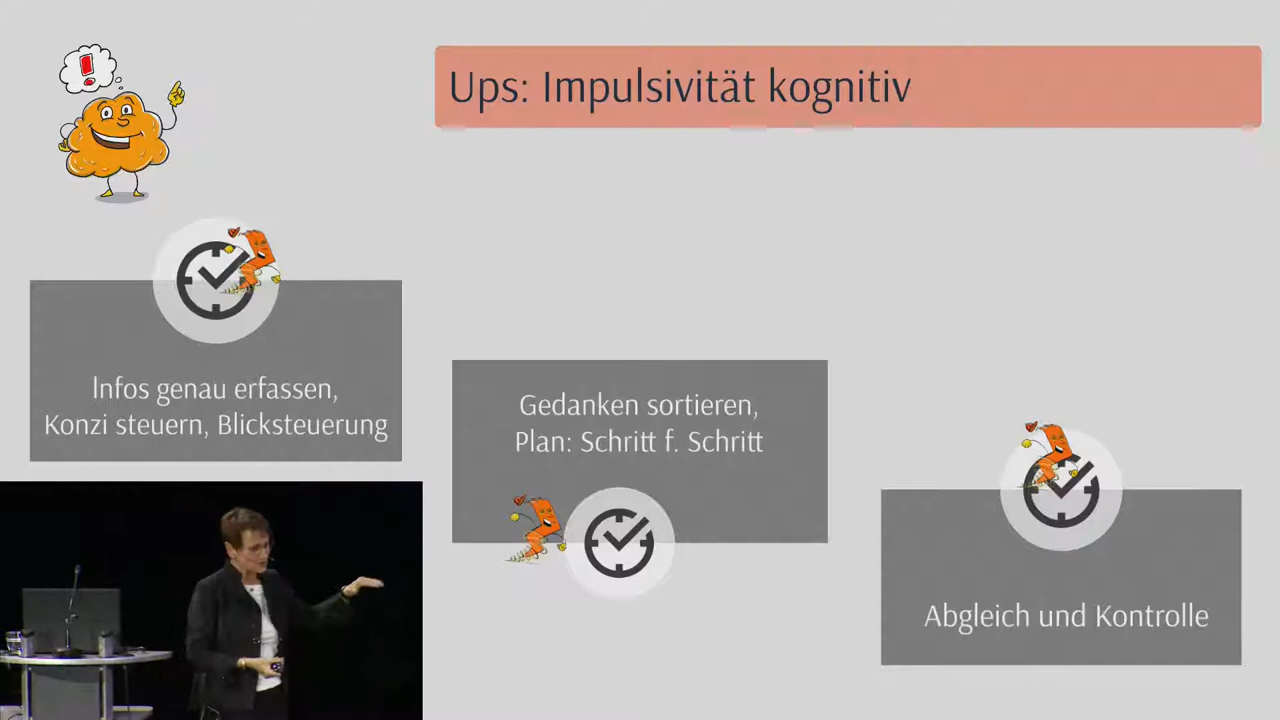 Ups: Impulsivität kognitiv
Infos genau erfassen,
Konzi steuern, Blicksteuerung
Gedanken sortieren,
Plan: Schritt f. Schritt
Abgleich und Kontrolle